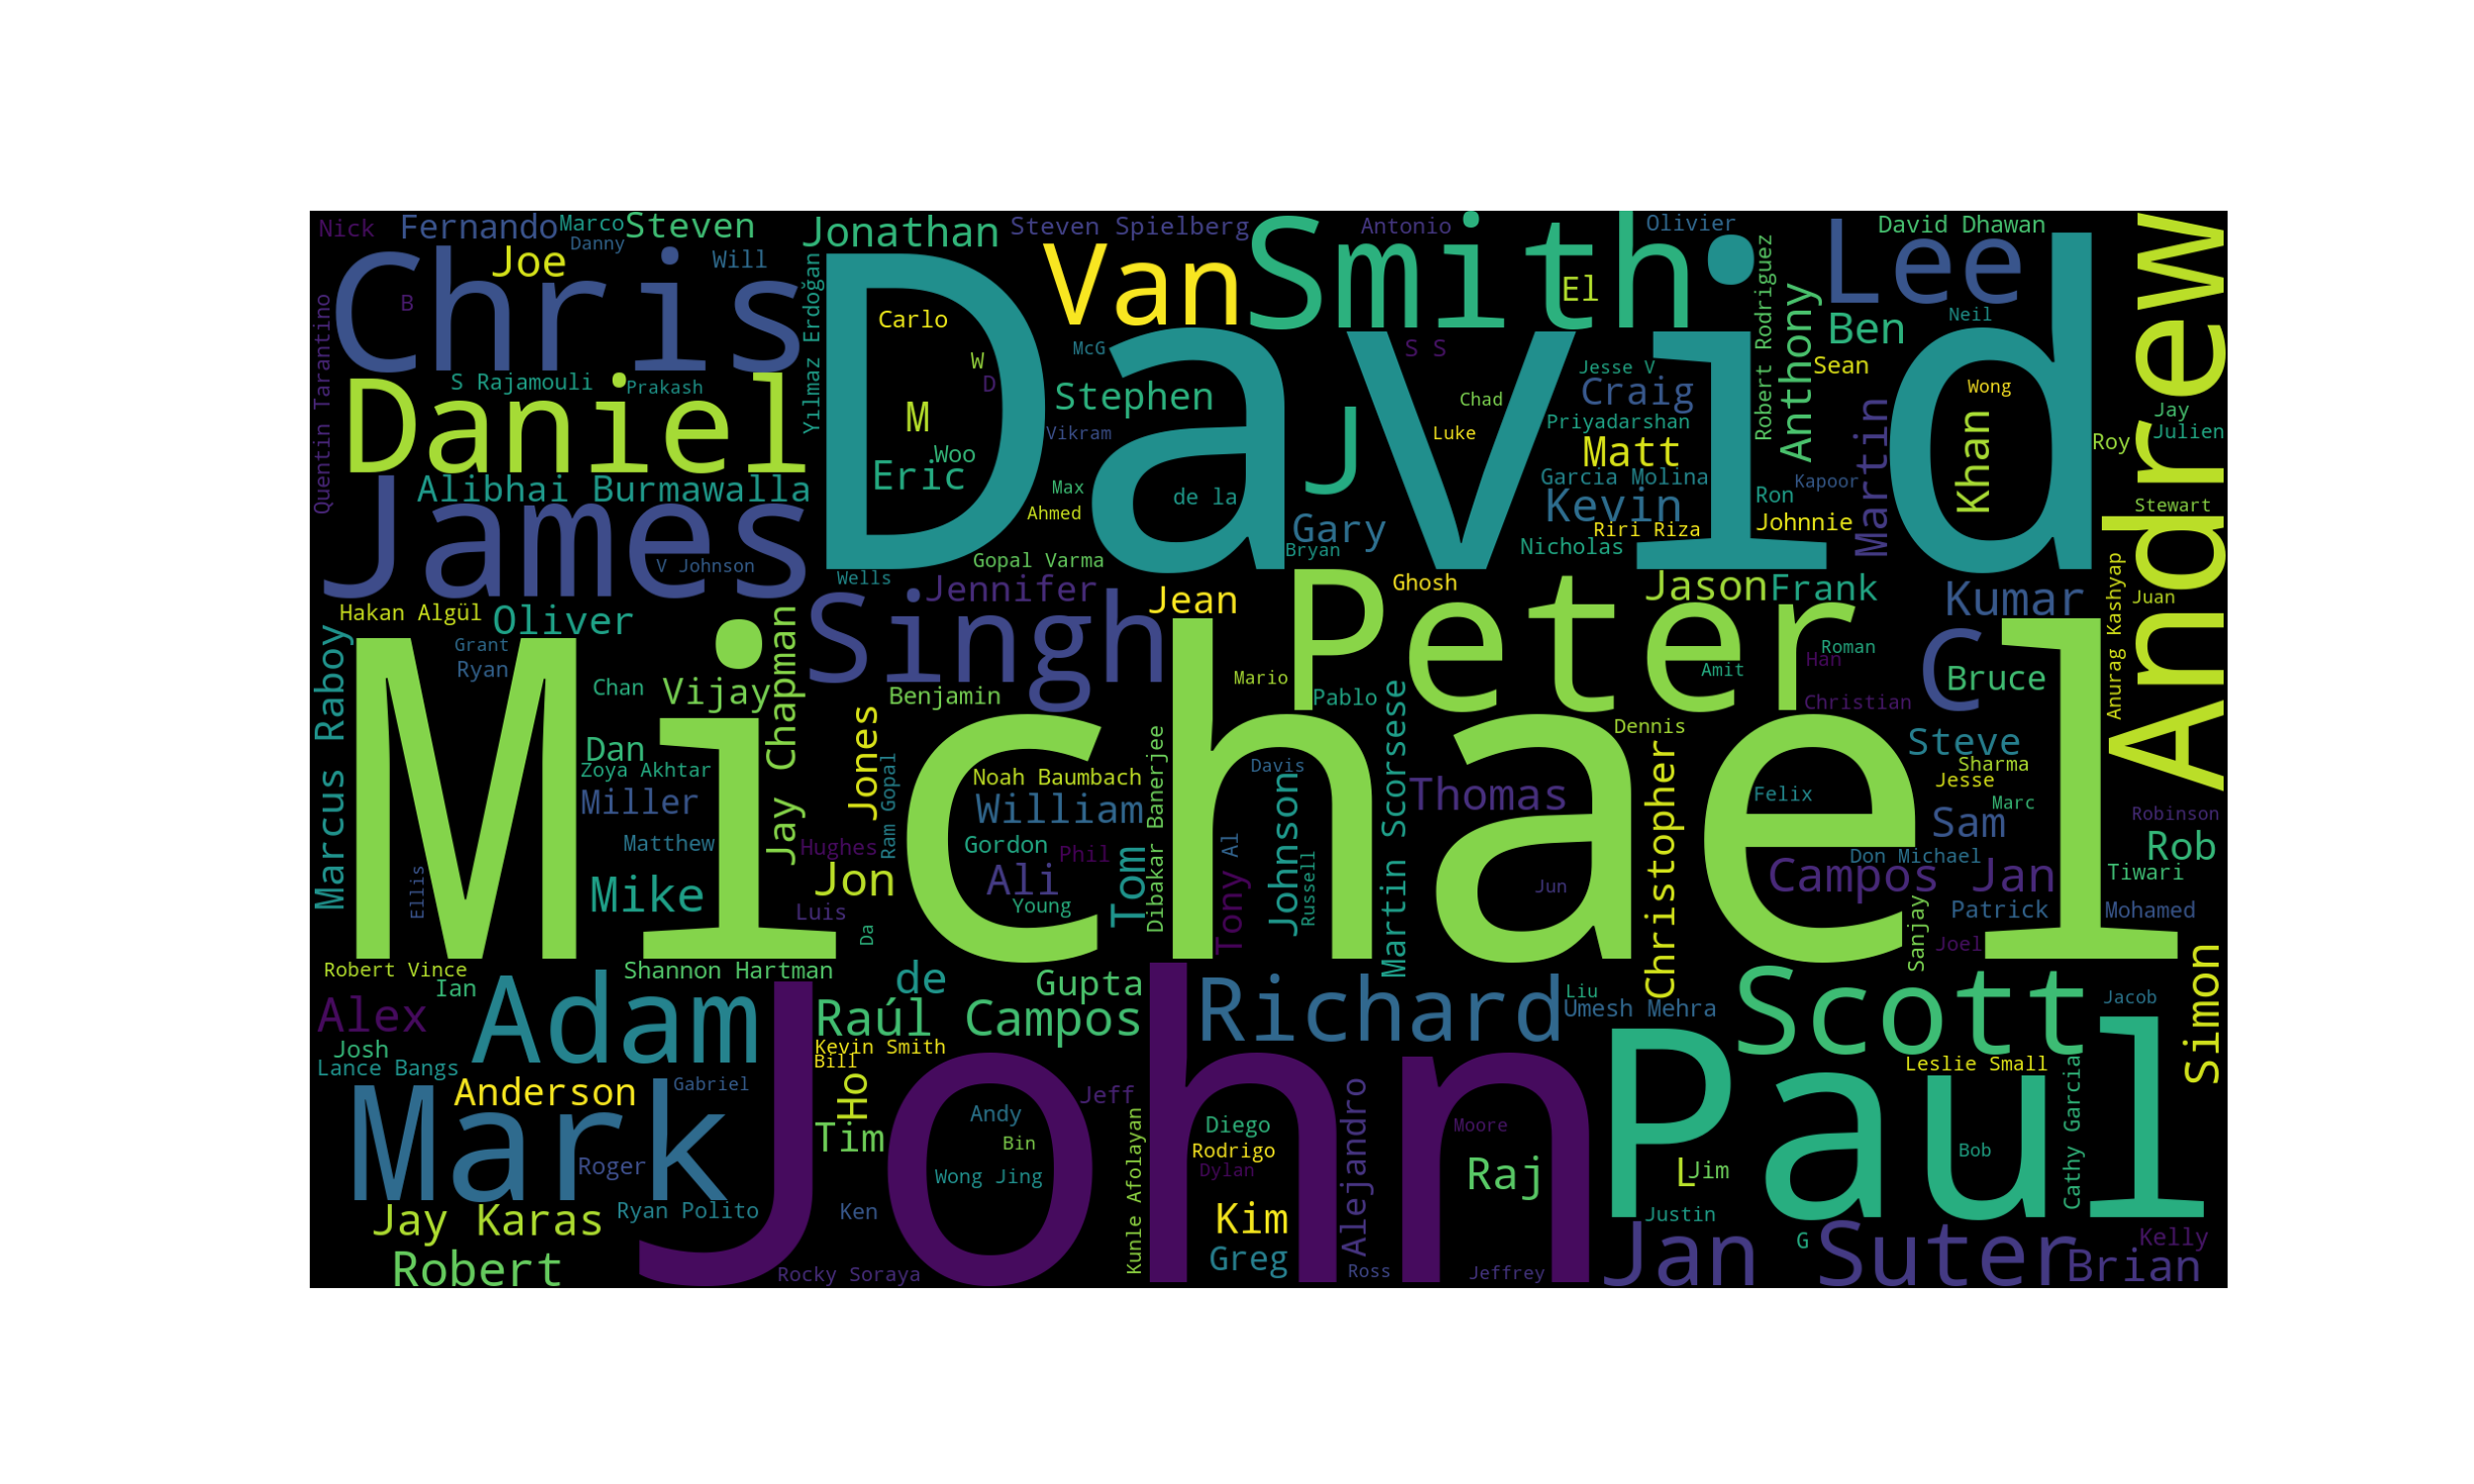 Nick
Fernando
Marco
Steven
Danny
Jonathan
Steven Spielberg
Antonio
Smith
Olivier
David Dhawan
Lee
Andrew
Chris
Joe
Will
B
Quentin Tarantino
Yılmaz Erdoğan
David
Van
El
Carlo
McG
W
D
S S
Robert Rodriguez
Anthony
Ben
Neil
Sean
Daniel
S Rajamouli
Prakash
Stephen
M
Woo
Eric
Vikram
Chad
Luke
J
Jesse V
Craig
Priyadarshan
Matt
Garcia Molina
Kevin
Riri Riza
Nicholas
Wong
Khan
Martin
Kapoor
Ron
Johnnie
Jay
Julien
Roy
Stewart
Alibhai Burmawalla
James
V Johnson
Max
Ahmed
de la
Gary
Bryan
Gopal Varma
Wells
Hakan Algül
Oliver
Grant
Ryan
Marcus Raboy
Jennifer
Singh
Jean
Ghosh
Peter
Jason
Frank
Kumar
Juan
Anurag Kashyap
Michael
Chan
Vijay
Jay Chapman
Benjamin
Mario
Pablo
Amit
Han
Roman
Christian
C
Bruce
Dan
Zoya Akhtar
Miller
Matthew
Jones
Ram Gopal
Noah Baumbach
William
Dibakar Banerjee
Davis
Martin Scorsese
Thomas
Dennis
Christopher
Felix
Steve
Sharma
Jesse
Marc
Sam
Robinson
Rob
Hughes
Gordon
Phil
Ali
Young
Tom
Tony Al
Johnson
Russell
Jun
Don Michael
Campos Jan
Tiwari
Patrick
Mohamed
Sanjay
Joel
Ellis
Mike
Jon
Luis
Da
Robert Vince
Ian
Shannon Hartman
de
Gupta
Richard
Liu
Umesh Mehra
Scott
Jacob
Simon
Alex
Adam
Raúl Campos
Josh
Lance Bangs
Kevin Smith
Bill
John
Paul
Leslie Small
Cathy Garcia
Mark
Anderson
Gabriel
Ho
Tim
Andy
Bin
Wong Jing
Jeff
Kunle Afolayan
Diego
Rodrigo
Dylan
Alejandro
Moore
Raj
L
Jim
Bob
Roger
Jay Karas
Ryan Polito
Ken
Kim
Greg
Ross
Jeffrey
Justin
Jan Suter
G
Kelly
Brian
Robert
Rocky Soraya